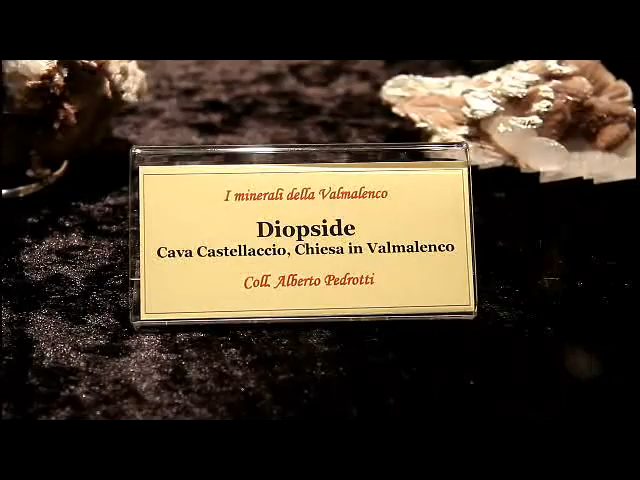 I minerali della Valmalenco
Diopside
Cava Castellaccio, Chiesa in Valmalenco
Coll. Alberto Pedrotti